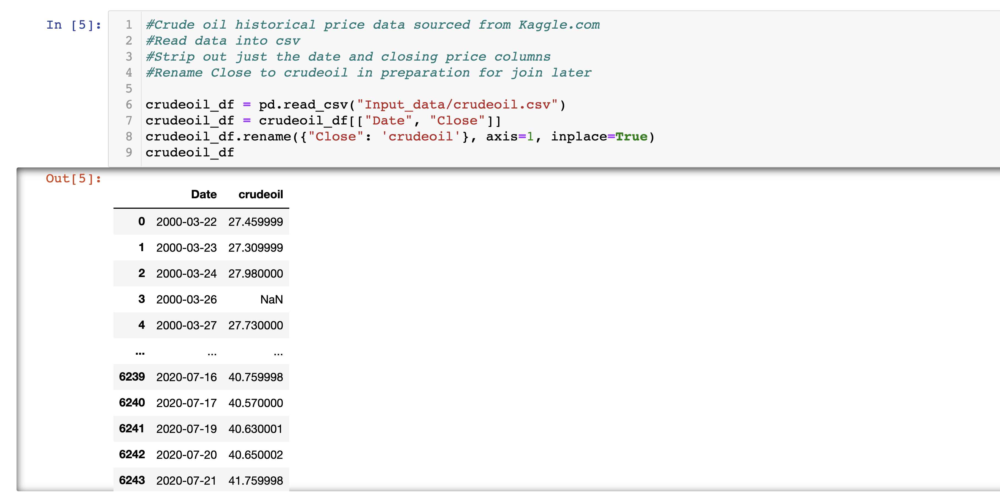 In [5]:
1 #Crude oil historical price data sourced from Kaggle.com
2 #Read data into csv
3 #Strip out just the date and closing price columns
4 #Rename Close to crudeoil in preparation for join later
5
6 crudeoil_df = pd.read_csv("Input_data/crudeoil.csv")
7 crudeoil_df = crudeoil_df[["Date", "Close"]]
8 crudeoil_df.rename({"Close": 'crudeoil'}, axis=1, inplace=True)
9 crudeoil_df
Out[5]:
Date crudeoil
0 2000-03-22 27.459999
1 2000-03-23 27.309999
2 2000-03-24 27.980000
3 2000-03-26 NaN
4 2000-03-27 27.730000
... ... ...
6239 2020-07-16 40.759998
6240 2020-07-17 40.570000
6241 2020-07-19 40.630001
6242 2020-07-20 40.650002
6243 2020-07-21 41.759998